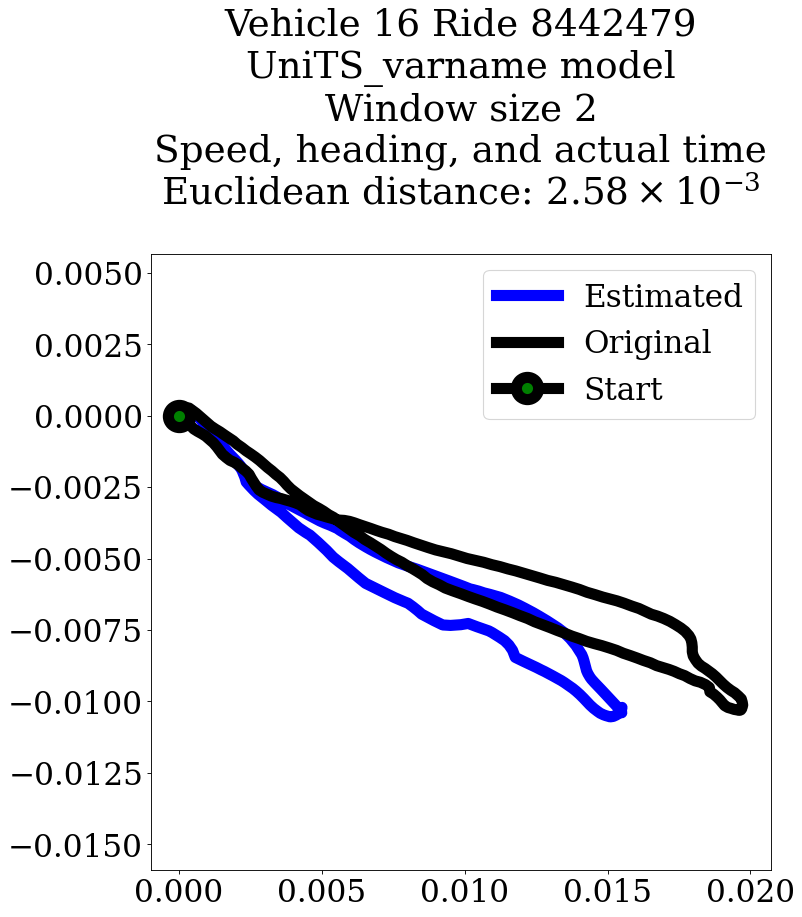 Vehicle 16 Ride 8442479
UniTS_varname model
Window size 2
Speed, heading, and actual time
Euclidean distance: 2.58 × 10⁻³
Estimated
Original
Start
0.0050
0.0025
0.0000
−0.0025
−0.0050
−0.0075
−0.0100
−0.0125
−0.0150
0.000 0.005 0.010 0.015 0.020